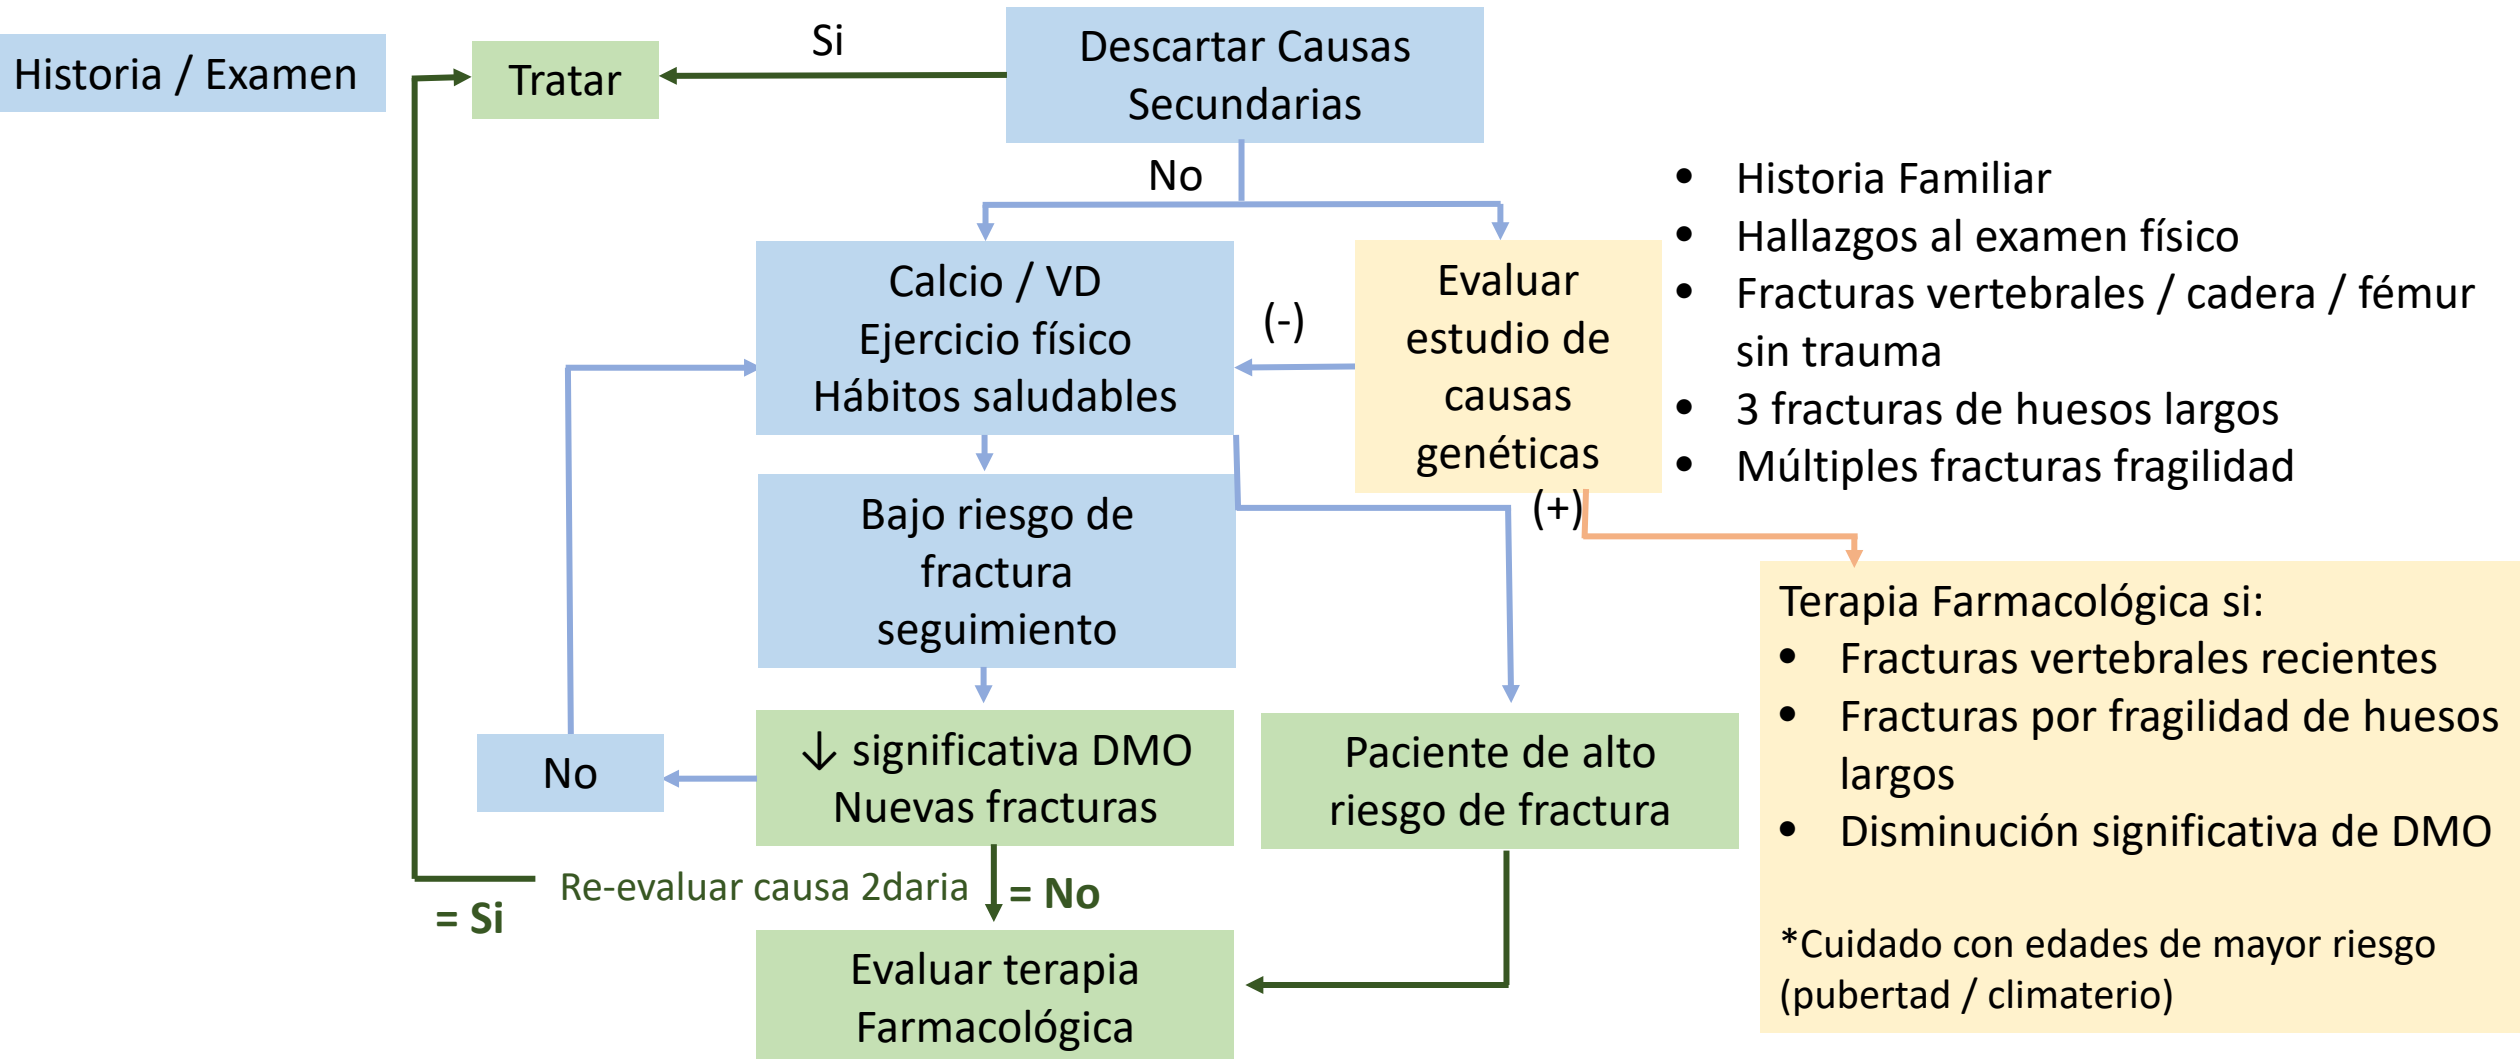 Historia / Examen
Tratar
Si
Descartar Causas
Secundarias
No
Calcio / VD
Ejercicio físico
Hábitos saludables
(-)
Evaluar
estudio de
causas
genéticas
(+)
• Historia Familiar
• Hallazgos al examen físico
• Fracturas vertebrales / cadera / fémur
sin trauma
• 3 fracturas de huesos largos
• Múltiples fracturas fragilidad
Bajo riesgo de
fractura
seguimiento
No
↓ significativa DMO
Nuevas fracturas
Paciente de alto
riesgo de fractura
Terapia Farmacológica si:
• Fracturas vertebrales recientes
• Fracturas por fragilidad de huesos
largos
• Disminución significativa de DMO
*Cuidado con edades de mayor riesgo
(pubertad / climaterio)
Re-evaluar causa 2daria
= Si
= No
Evaluar terapia
Farmacológica